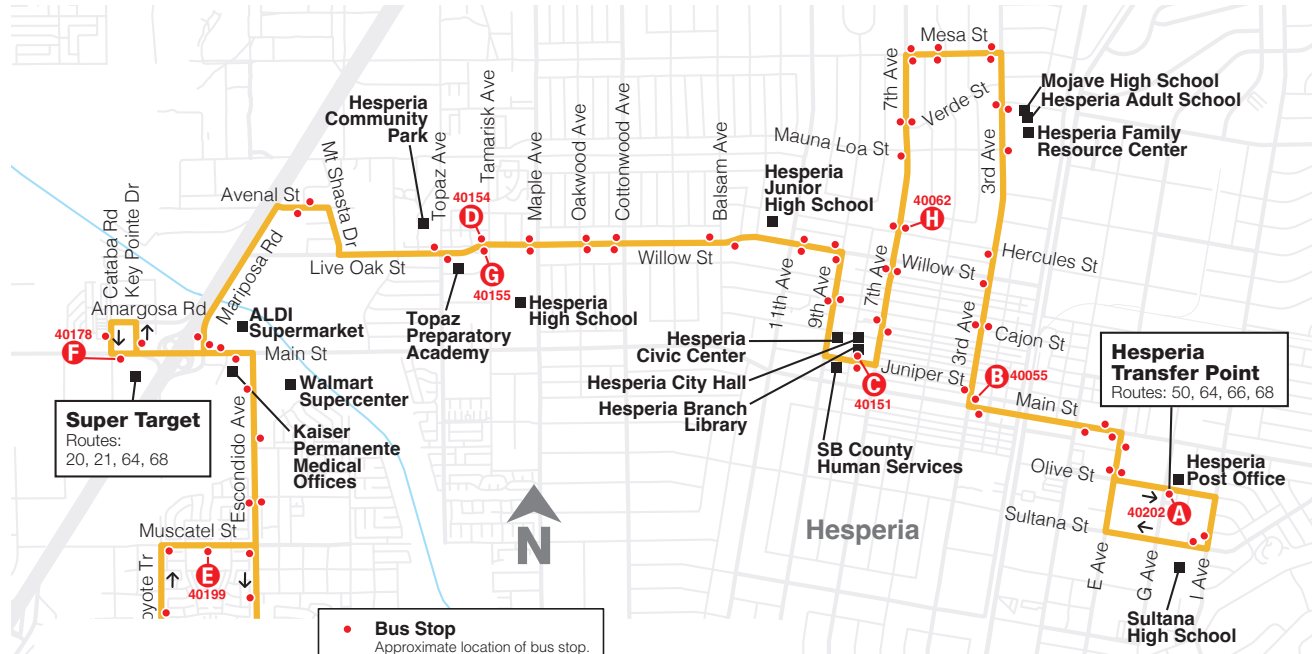 Mesa St
7th Ave
Verde St
3rd Ave
Mojave High School
Hesperia Adult School
Hesperia Family
Resource Center
Mauna Loa St
Hesperia
Community
Park
Topaz Ave
Tamarisk Ave
Maple Ave
Oakwood Ave
Cottonwood Ave
Balsam Ave
Hesperia
Junior
High School
40062
H
Cataba Rd
Key Pointe Dr
Avenal St
Mt Shasta Dr
40154
D
Mariposa Rd
Live Oak St
G
40155
Willow St
11th Ave
9th Ave
7th Ave
Willow St
Hercules St
3rd Ave
Cajon St
Amargosa Rd
40178
F
ALDI
Supermarket
Main St
Topaz
Preparatory
Academy
Hesperia
High School
Hesperia
Civic Center
Hesperia City Hall
Hesperia Branch
Library
C
40151
Juniper St
B
40055
Main St
SB County
Human Services
Hesperia
Transfer Point
Routes: 50, 64, 66, 68
Super Target
Routes:
20, 21, 64, 68
Walmart
Supercenter
Kaiser
Permanente
Medical
Offices
Escondido Ave
Olive St
Hesperia
Post Office
40202
A
Sultana St
E Ave
G Ave
I Ave
Sultana
High School
Hesperia
N
Muscatel St
E
40199
oyote Tr
Bus Stop
Approximate location of bus stop.